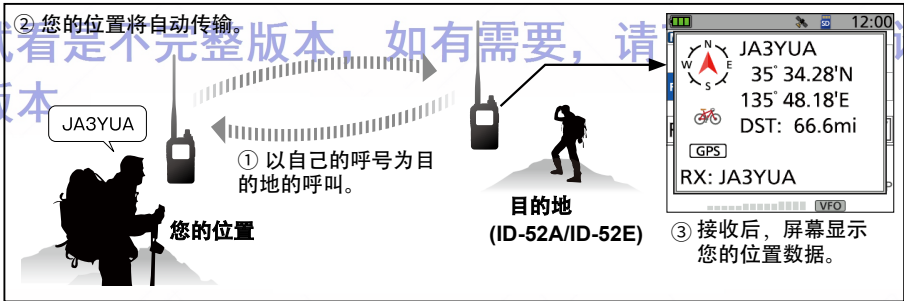 ② 您的位置将自动传输。
看是不完整版本，如有需要，请
版本
JA3YUA
① 以自己的呼号为目
的地的呼叫。
您的位置
目的地
(ID-52A/ID-52E)
12:00
N
W E
S
JA3YUA
35° 34.28'N
135° 48.18'E
DST: 66.6mi
GPS
RX: JA3YUA
VFO
③ 接收后，屏幕显示
您的位置数据。